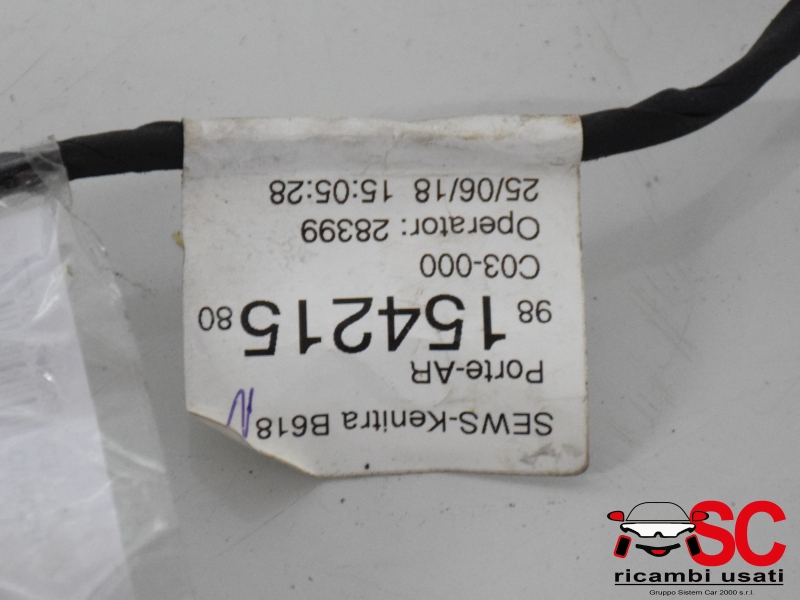 SEWS-Kenitra B618
Porte-AR
98 154215 80
C03-000
Operator: 28399
25/06/18 15:05:28
SC
ricambi usati
Gruppo Sistem Car 2000 s.r.l.